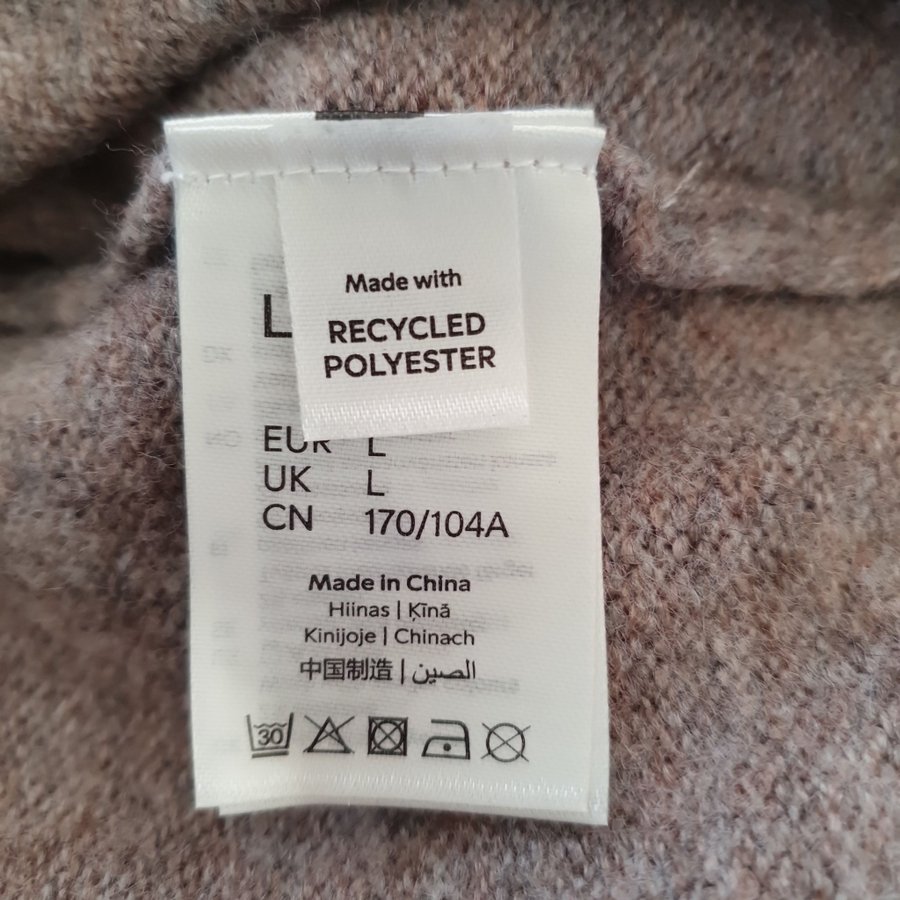 Made with
RECYCLED
POLYESTER
L
EUR L
UK L
CN 170/104A
Made in China
Hiinas | Ķīnā
Kinijoje | Chinach
中国制造 | الصين
30